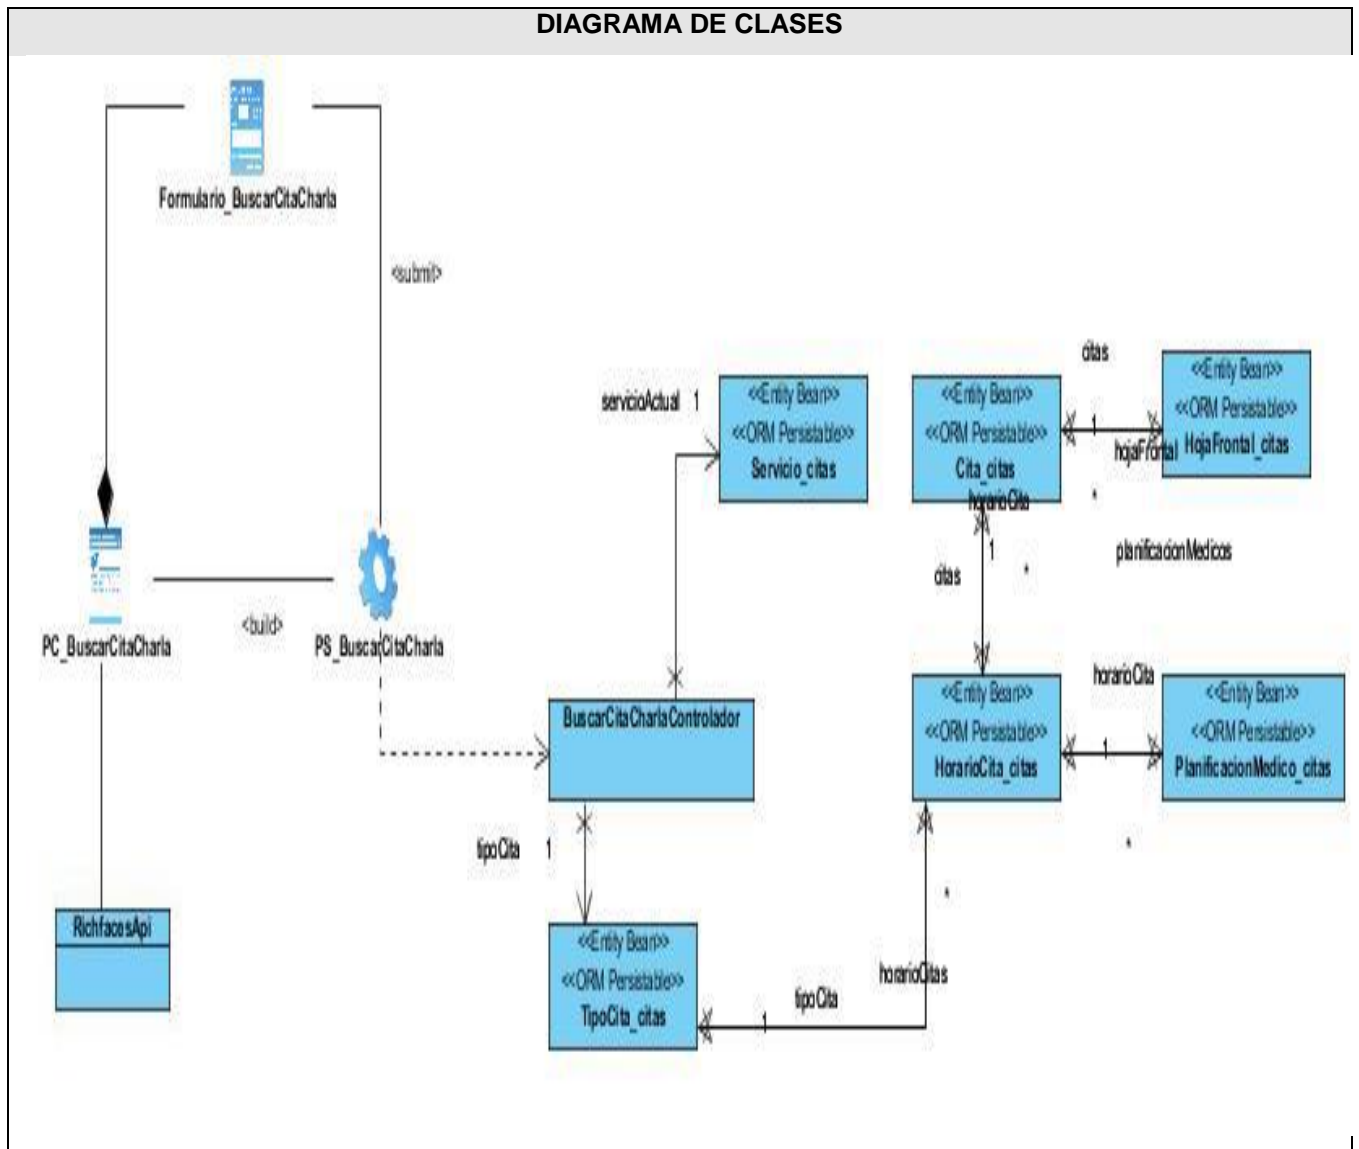 DIAGRAMA DE CLASES
Formulario_BuscarCitaCharla
<submit>
PC_BuscarCitaCharla
<build>
PS_BuscarCitaCharla
RichfacesApi
BuscarCitaCharlaControlador
servicioActual 1
<<Entity Bean>>
<<ORM Persistable>>
Servicio_citas
tipoCita 1
<<Entity Bean>>
<<ORM Persistable>>
TipoCita_citas
<<Entity Bean>>
<<ORM Persistable>>
Cita_citas
horarioCita
1
*
citas
citas
1
hojaFrontal
*
<<Entity Bean>>
<<ORM Persistable>>
HojaFrontal_citas
planificacionMedicos
<<Entity Bean>>
<<ORM Persistable>>
HorarioCita_citas
horarioCita
1
*
<<Entity Bean>>
<<ORM Persistable>>
PlanificacionMedico_citas
*
horarioCitas
tipoCita
1